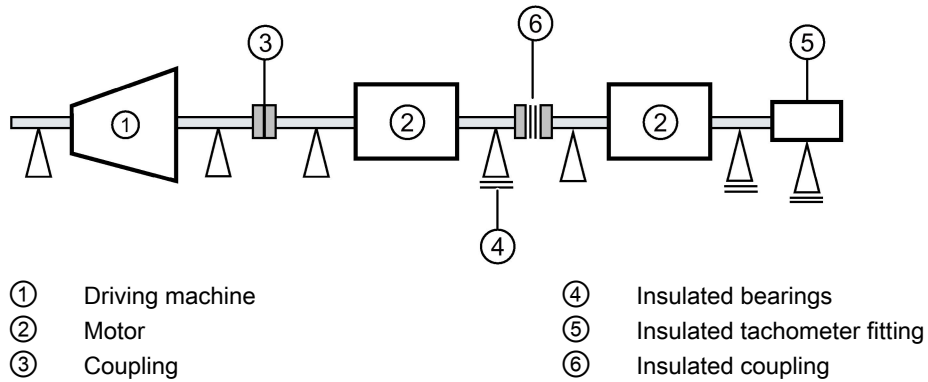 ③ ⑥ ⑤
① ② ②
④
① Driving machine ④ Insulated bearings
② Motor ⑤ Insulated tachometer fitting
③ Coupling ⑥ Insulated coupling